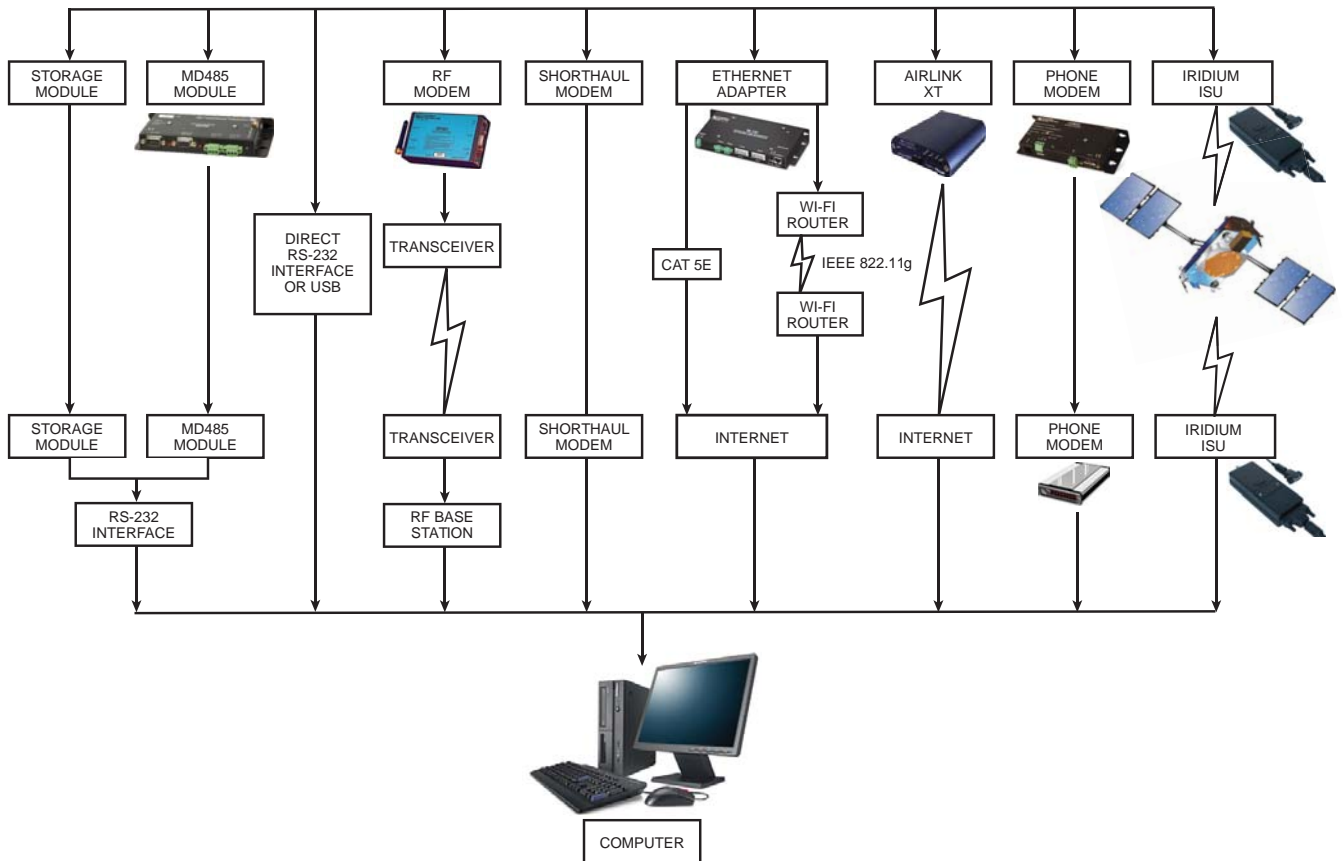 STORAGE
MODULE
MD485
MODULE
RF
MODEM
SHORTHAUL
MODEM
ETHERNET
ADAPTER
AIRLINK
XT
PHONE
MODEM
IRIDIUM
ISU
DIRECT
RS-232
INTERFACE
OR USB
TRANSCEIVER
CAT 5E
WI-FI
ROUTER
IEEE 822.11g
WI-FI
ROUTER
STORAGE
MODULE
MD485
MODULE
TRANSCEIVER
SHORTHAUL
MODEM
INTERNET
INTERNET
PHONE
MODEM
IRIDIUM
ISU
RS-232
INTERFACE
RF BASE
STATION
COMPUTER